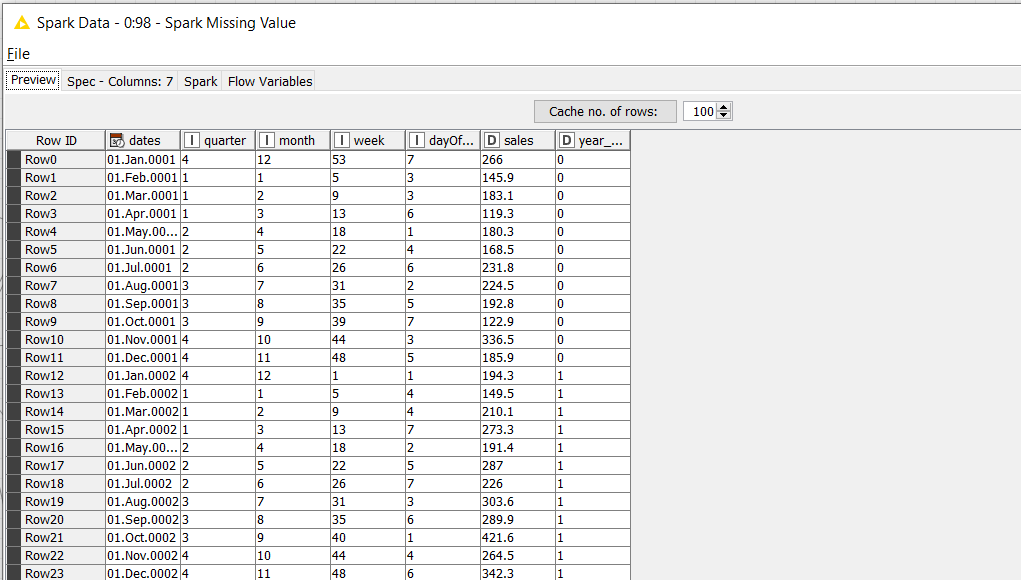 Spark Data - 0:98 - Spark Missing Value
File
Preview Spec - Columns: 7 Spark Flow Variables
Cache no. of rows: 100
Row ID dates I quarter I month I week I dayOf... D sales D year_...
Row0 01.Jan.0001 4 12 53 7 266 0
Row1 01.Feb.0001 1 1 5 3 145.9 0
Row2 01.Mar.0001 1 2 9 3 183.1 0
Row3 01.Apr.0001 1 3 13 6 119.3 0
Row4 01.May.00... 2 4 18 1 180.3 0
Row5 01.Jun.0001 2 5 22 4 168.5 0
Row6 01.Jul.0001 2 6 26 6 231.8 0
Row7 01.Aug.0001 3 7 31 2 224.5 0
Row8 01.Sep.0001 3 8 35 5 192.8 0
Row9 01.Oct.0001 3 9 39 7 122.9 0
Row10 01.Nov.0001 4 10 44 3 336.5 0
Row11 01.Dec.0001 4 11 48 5 185.9 0
Row12 01.Jan.0002 4 12 1 1 194.3 1
Row13 01.Feb.0002 1 1 5 4 149.5 1
Row14 01.Mar.0002 1 2 9 4 210.1 1
Row15 01.Apr.0002 1 3 13 7 273.3 1
Row16 01.May.00... 2 4 18 2 191.4 1
Row17 01.Jun.0002 2 5 22 5 287 1
Row18 01.Jul.0002 2 6 26 7 226 1
Row19 01.Aug.0002 3 7 31 3 303.6 1
Row20 01.Sep.0002 3 8 35 6 289.9 1
Row21 01.Oct.0002 3 9 40 1 421.6 1
Row22 01.Nov.0002 4 10 44 4 264.5 1
Row23 01.Dec.0002 4 11 48 6 342.3 1